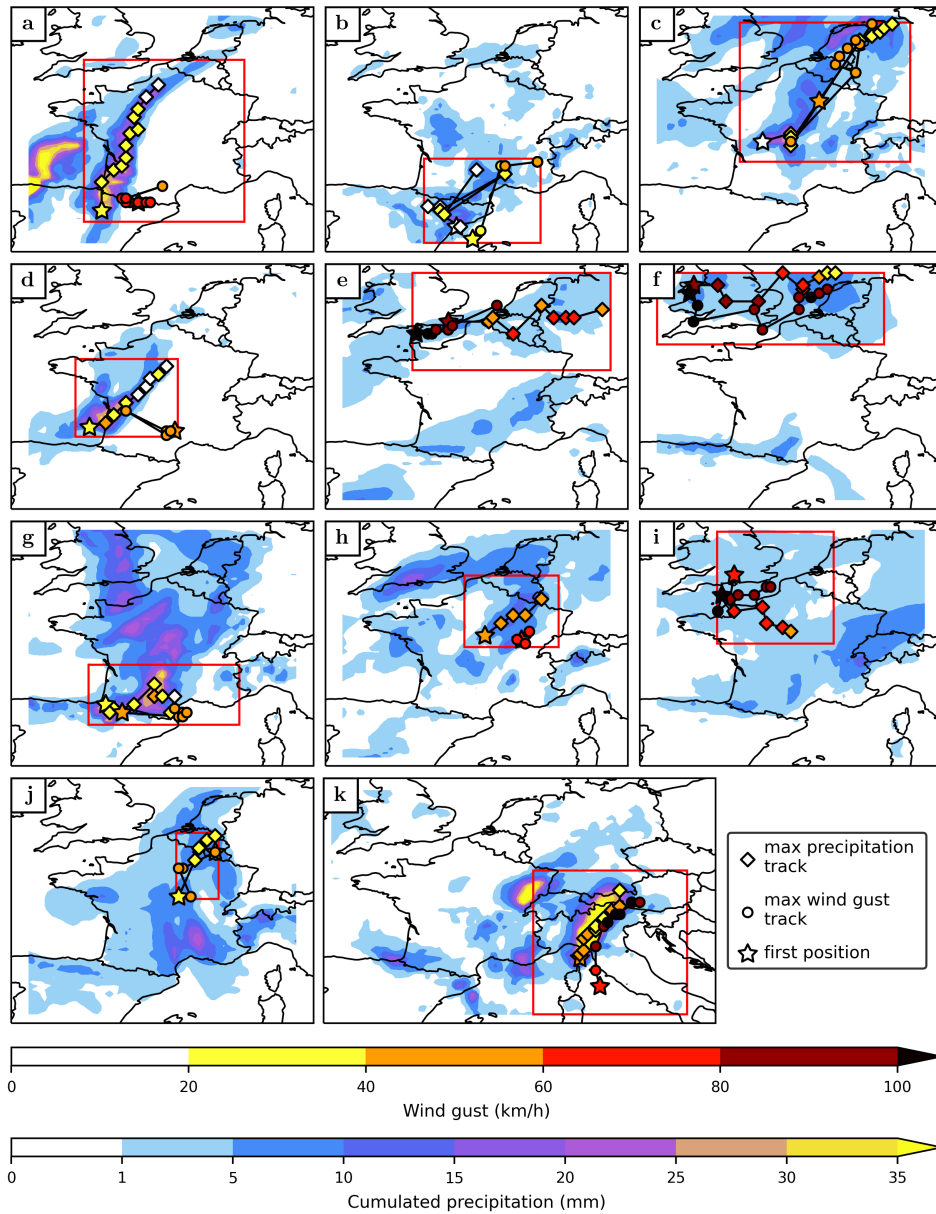 a
b
c
d
e
f
g
h
i
j
k
max precipitation
track
max wind gust
track
first position
0 20 40 60 80 100
Wind gust (km/h)
0 1 5 10 15 20 25 30 35
Cumulated precipitation (mm)